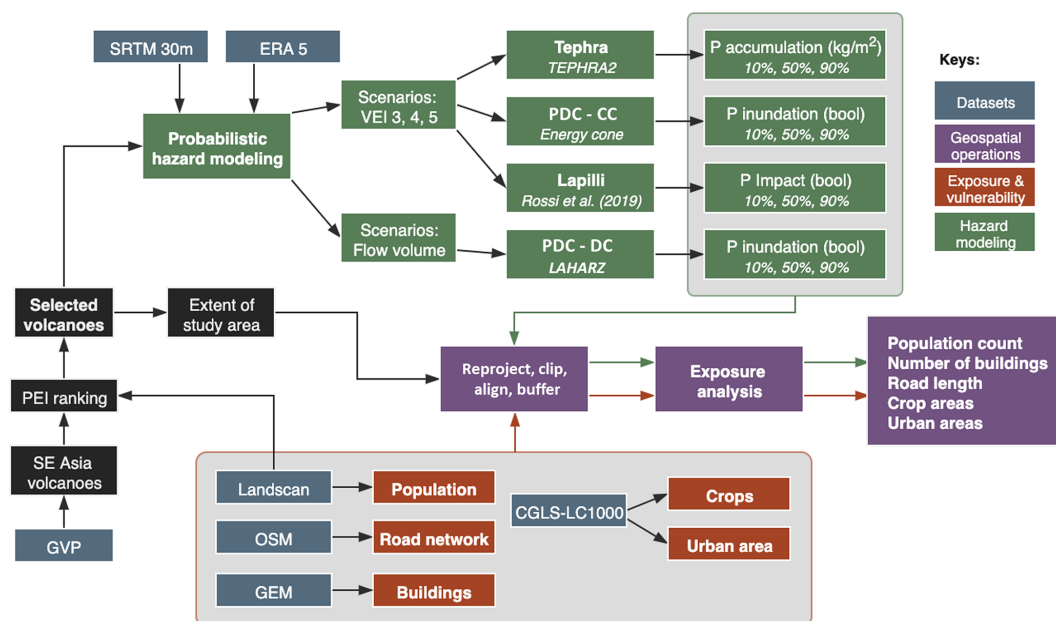 SRTM 30m
ERA 5
Probabilistic
hazard modeling
Scenarios:
VEI 3, 4, 5
Scenarios:
Flow volume
Tephra
TEPHRA2
PDC - CC
Energy cone
Lapilli
Rossi et al. (2019)
PDC - DC
LAHARZ
P accumulation (kg/m²)
10%, 50%, 90%
P inundation (bool)
10%, 50%, 90%
P Impact (bool)
10%, 50%, 90%
P inundation (bool)
10%, 50%, 90%
Keys:
Datasets
Geospatial
operations
Exposure &
vulnerability
Hazard
modeling
Selected
volcanoes
Extent of
study area
PEI ranking
SE Asia
volcanoes
GVP
Reproject, clip,
align, buffer
Exposure
analysis
Population count
Number of buildings
Road length
Crop areas
Urban areas
Landscan
Population
OSM
Road network
GEM
Buildings
CGLS-LC1000
Crops
Urban area